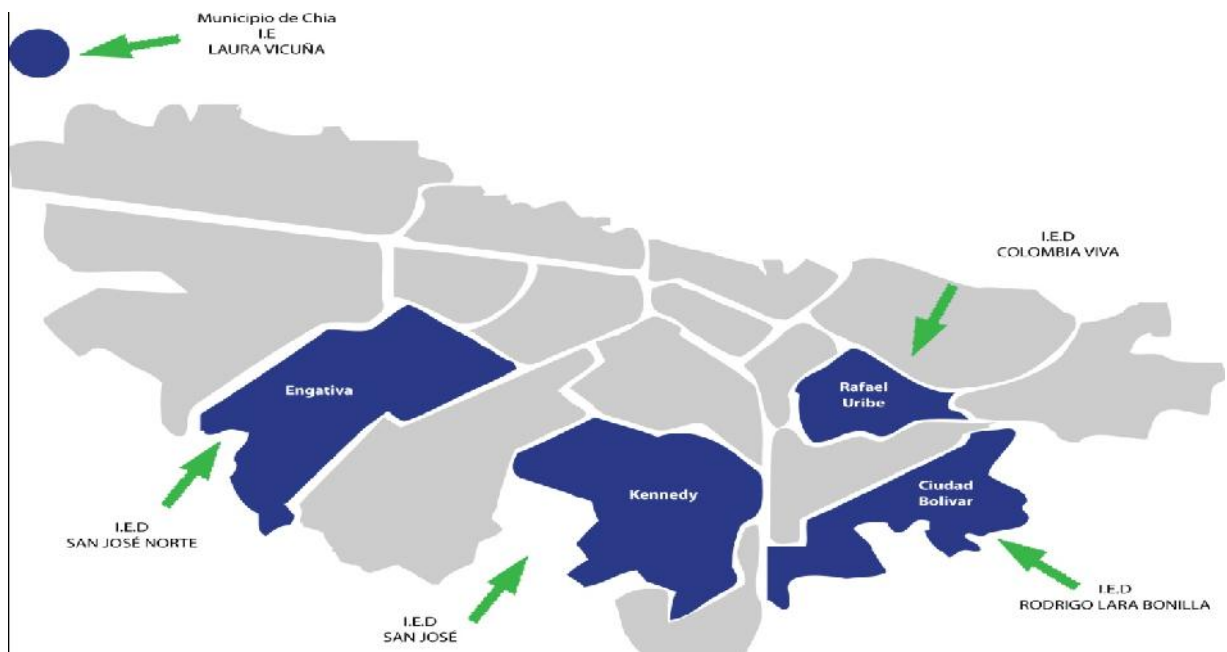 Municipio de Chia
I.E
LAURA VICUÑA
I.E.D
COLOMBIA VIVA
Engativa
Rafael
Uribe
Kennedy
Ciudad
Bolivar
I.E.D
SAN JOSÉ NORTE
I.E.D
SAN JOSÉ
I.E.D
RODRIGO LARA BONILLA